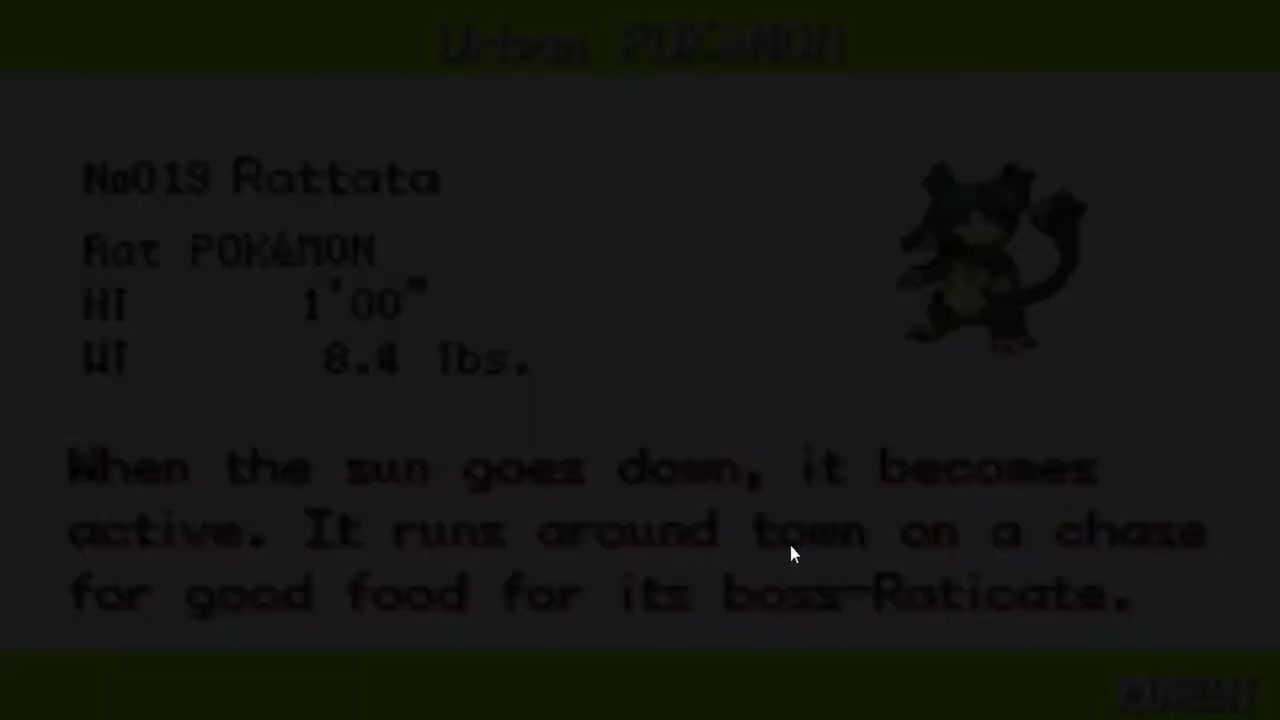 Urban POKéMON
№019 Rattata
Rat POKéMON
HT 1'00"
WT 8.4 lbs.
When the sun goes down, it becomes
active. It runs around town on a chase
for good food for its boss—Raticate.